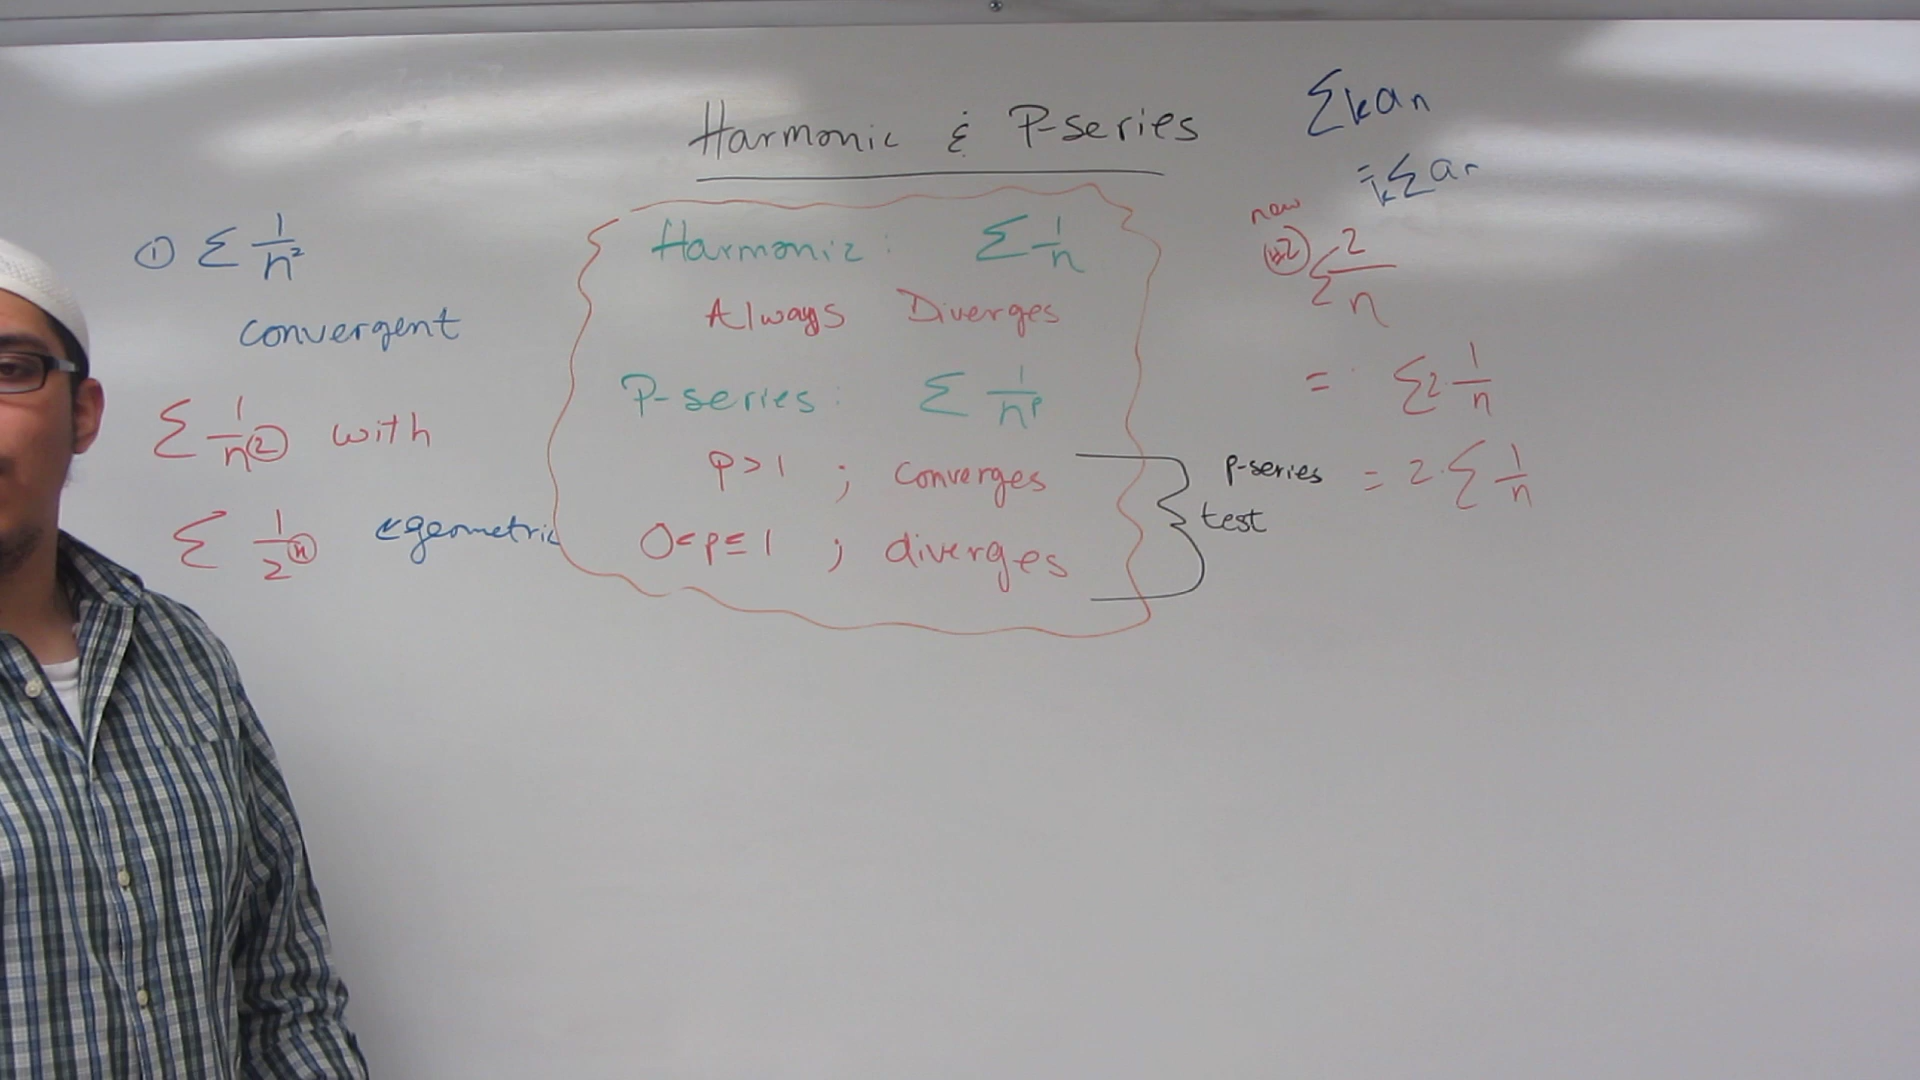 Harmonic & P-series
① Σ 1/n²
convergent
Σ 1/n② with
Σ 1/2ⓝ ↙geometric
Harmonic: Σ 1/n
Always Diverges
P-series: Σ 1/nᵖ
p>1 ; converges
0<p≤1 ; diverges
p-series
test
Σkan
=kΣan
new
② Σ 2/n
= Σ2·1/n
= 2·Σ 1/n